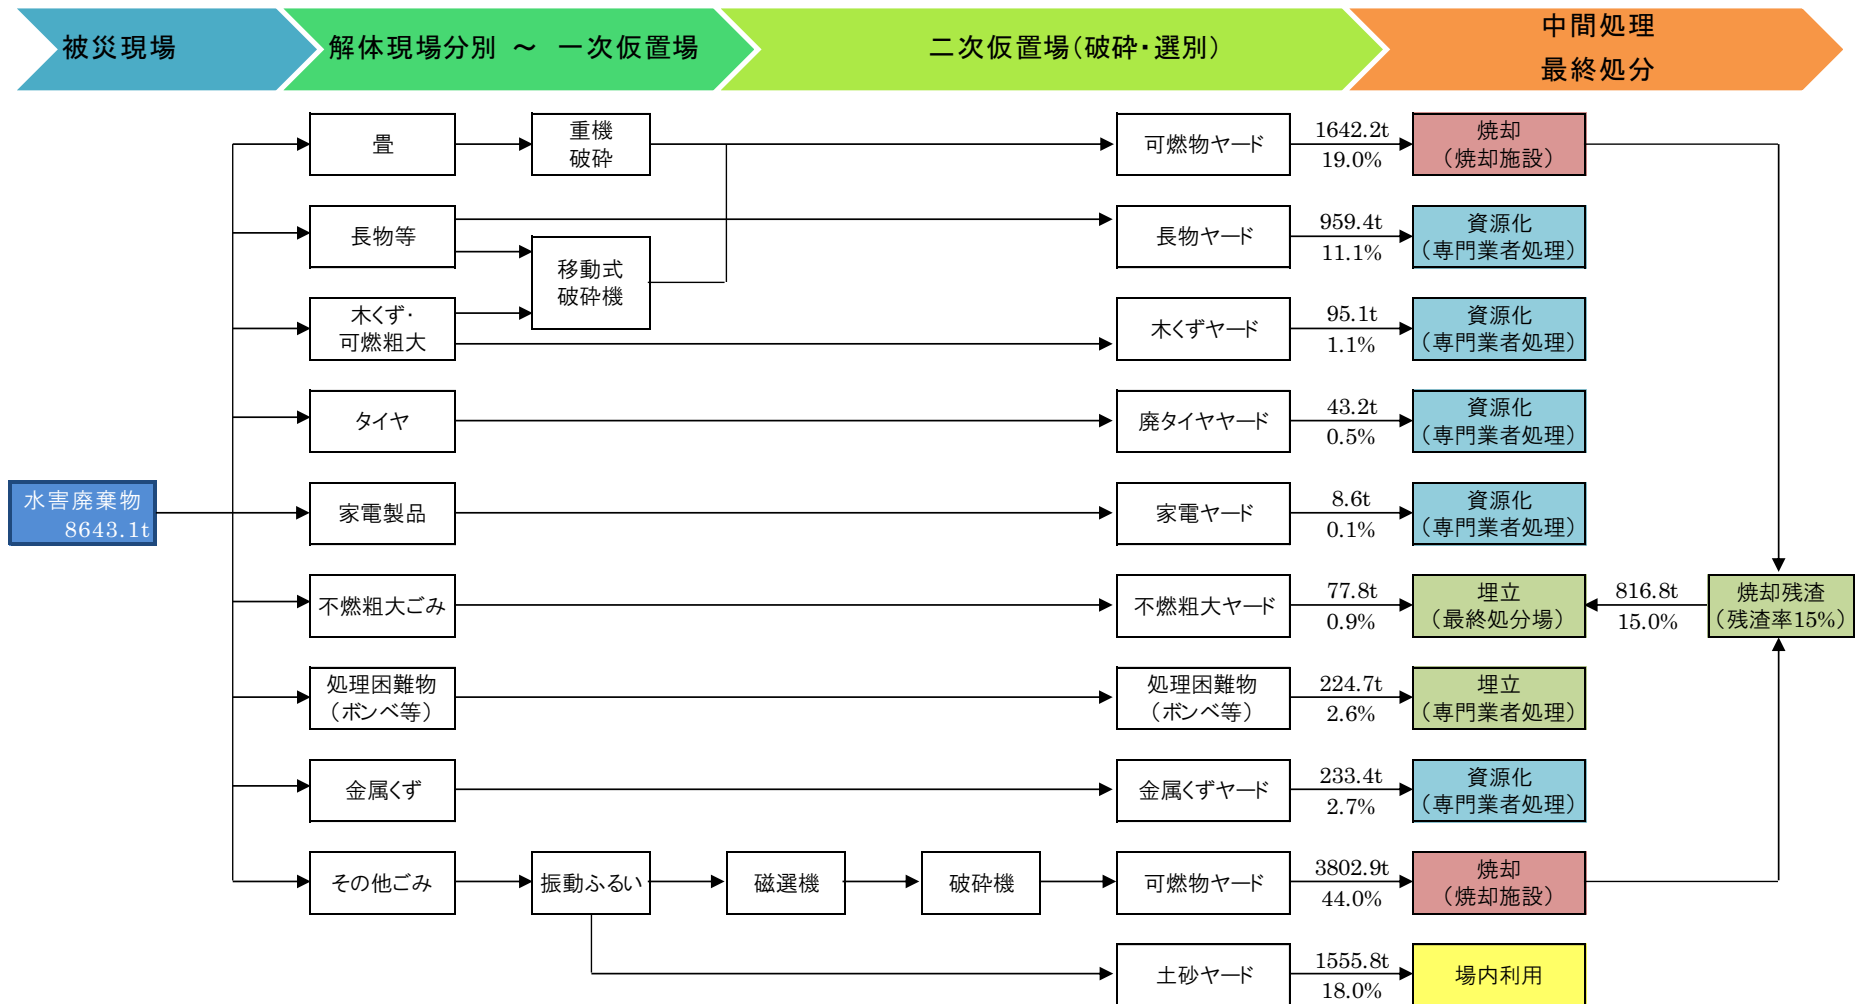 被災現場
解体現場分別 ～ 一次仮置場
二次仮置場(破砕・選別)
中間処理
最終処分
畳
重機
破砕
可燃物ヤード
1642.2t
19.0%
焼却
（焼却施設）
長物等
移動式
破砕機
長物ヤード
959.4t
11.1%
資源化
（専門業者処理）
木くず・
可燃粗大
木くずヤード
95.1t
1.1%
資源化
（専門業者処理）
タイヤ
廃タイヤヤード
43.2t
0.5%
資源化
（専門業者処理）
水害廃棄物
8643.1t
家電製品
家電ヤード
8.6t
0.1%
資源化
（専門業者処理）
不燃粗大ごみ
不燃粗大ヤード
77.8t
0.9%
埋立
（最終処分場）
816.8t
15.0%
焼却残渣
（残渣率15%）
処理困難物
（ボンベ等）
処理困難物
（ボンベ等）
224.7t
2.6%
埋立
（専門業者処理）
金属くず
金属くずヤード
233.4t
2.7%
資源化
（専門業者処理）
その他ごみ
振動ふるい
磁選機
破砕機
可燃物ヤード
3802.9t
44.0%
焼却
（焼却施設）
土砂ヤード
1555.8t
18.0%
場内利用